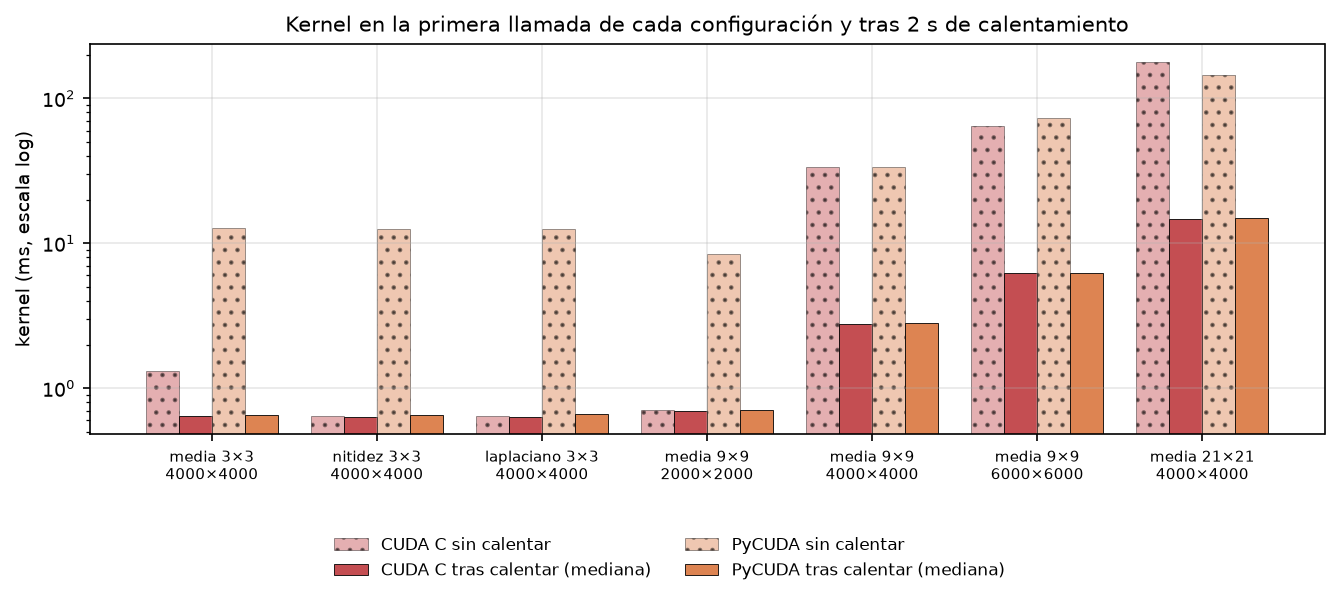 Kernel en la primera llamada de cada configuración y tras 2 s de calentamiento
kernel (ms, escala log)
10²
10¹
10⁰
media 3×3
4000×4000
nitidez 3×3
4000×4000
laplaciano 3×3
4000×4000
media 9×9
2000×2000
media 9×9
4000×4000
media 9×9
6000×6000
media 21×21
4000×4000
CUDA C sin calentar
CUDA C tras calentar (mediana)
PyCUDA sin calentar
PyCUDA tras calentar (mediana)